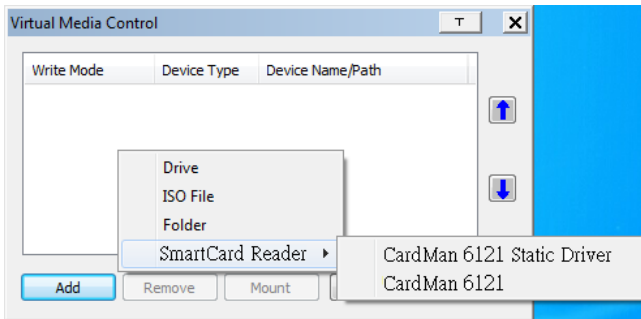 Virtual Media Control T X
Write Mode Device Type Device Name/Path
Drive
ISO File
Folder
SmartCard Reader
CardMan 6121 Static Driver
CardMan 6121
Add Remove Mount